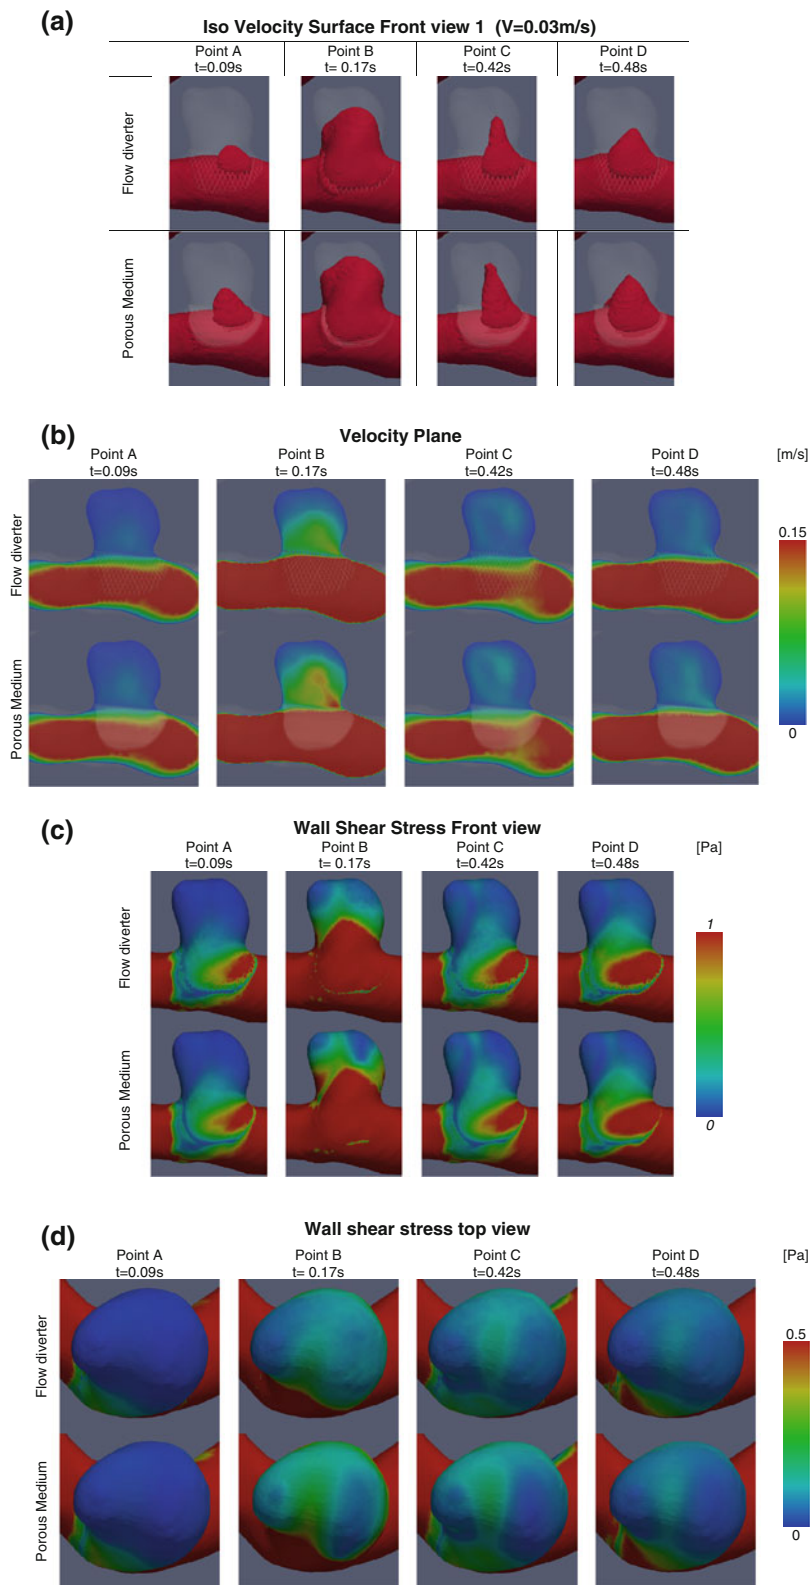 (a)
Iso Velocity Surface Front view 1 (V=0.03m/s)
Point A Point B Point C Point D
t=0.09s t= 0.17s t=0.42s t=0.48s
Flow diverter
Porous Medium
(b)
Velocity Plane
Point A Point B Point C Point D [m/s]
t=0.09s t= 0.17s t=0.42s t=0.48s
0.15
Flow diverter
Porous Medium
0
(c)
Wall Shear Stress Front view
Point A Point B Point C Point D [Pa]
t=0.09s t= 0.17s t=0.42s t=0.48s
1
Flow diverter
Porous Medium
0
(d)
Wall shear stress top view
Point A Point B Point C Point D [Pa]
t=0.09s t= 0.17s t=0.42s t=0.48s
0.5
Flow diverter
Porous Medium
0